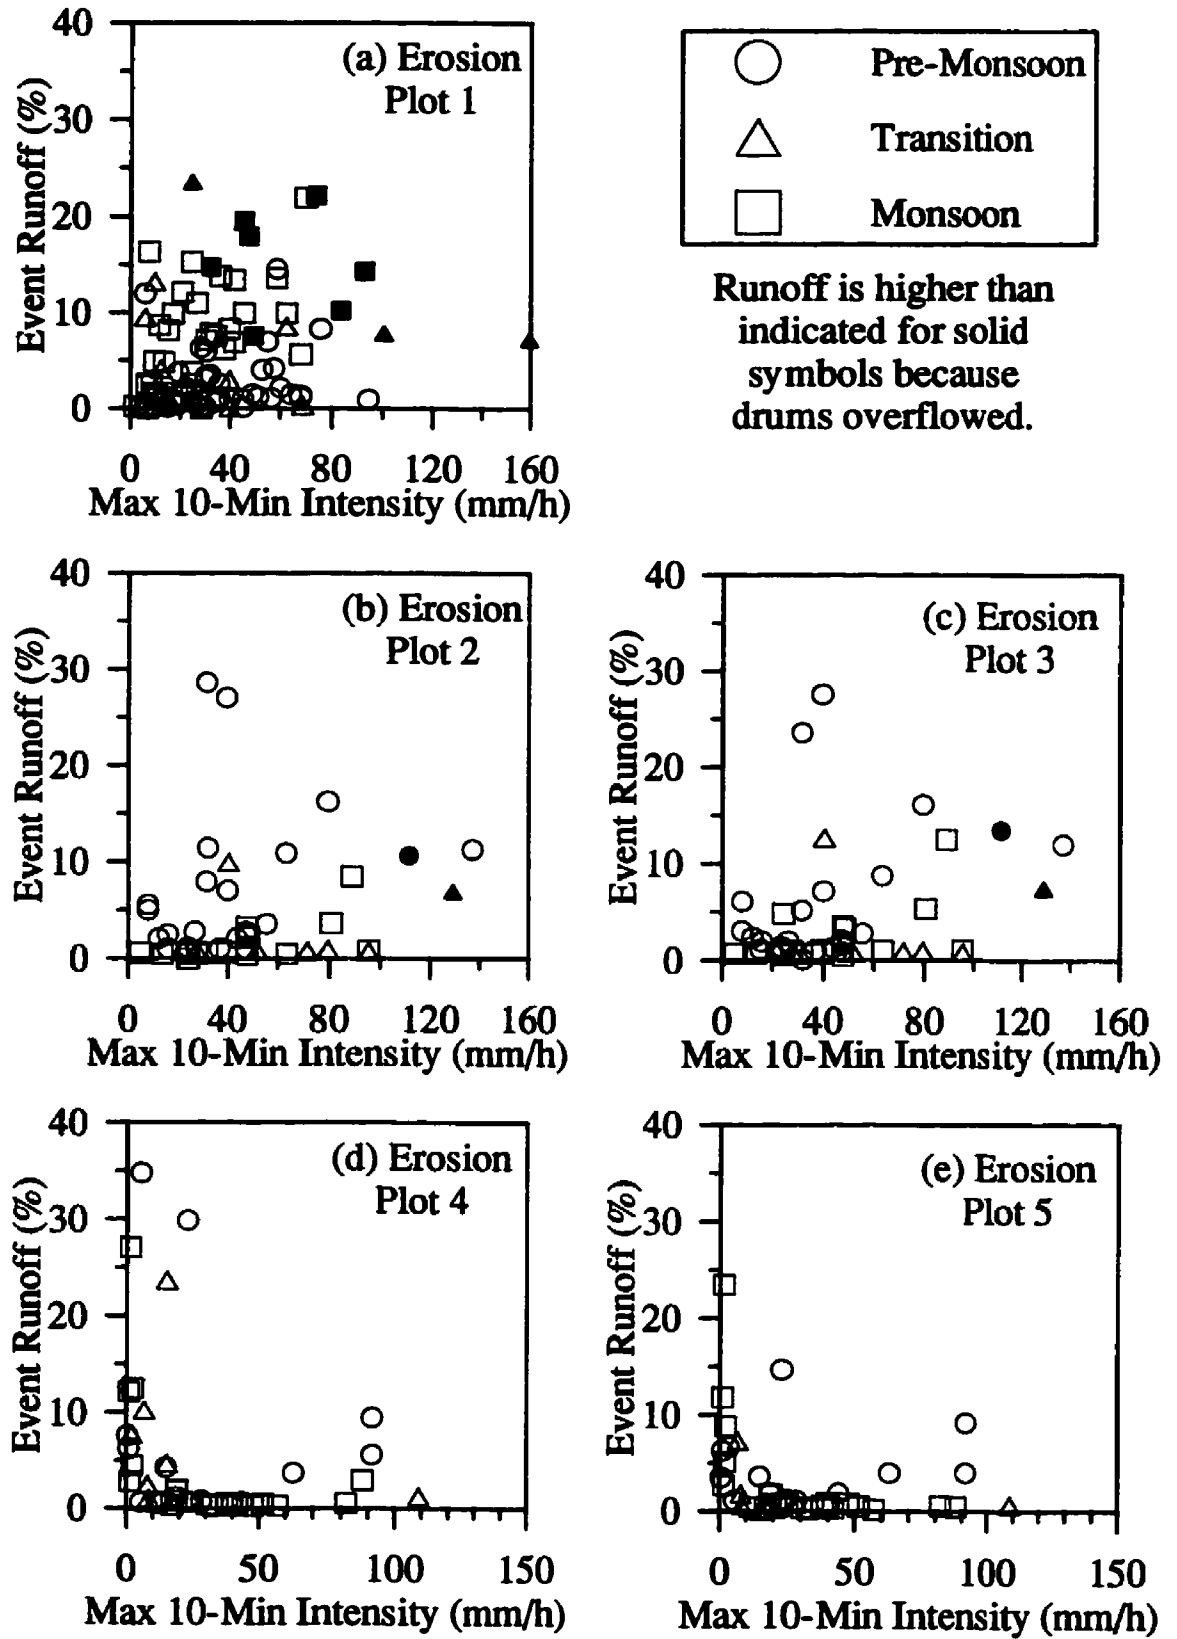 40
30
20
10
0
Event Runoff (%)
(a) Erosion
Plot 1
0 40 80 120 160
Max 10-Min Intensity (mm/h)
Pre-Monsoon
Transition
Monsoon
Runoff is higher than
indicated for solid
symbols because
drums overflowed.
40
30
20
10
0
Event Runoff (%)
(b) Erosion
Plot 2
0 40 80 120 160
Max 10-Min Intensity (mm/h)
40
30
20
10
0
Event Runoff (%)
(c) Erosion
Plot 3
0 40 80 120 160
Max 10-Min Intensity (mm/h)
40
30
20
10
0
Event Runoff (%)
(d) Erosion
Plot 4
0 50 100 150
Max 10-Min Intensity (mm/h)
40
30
20
10
0
Event Runoff (%)
(e) Erosion
Plot 5
0 50 100 150
Max 10-Min Intensity (mm/h)